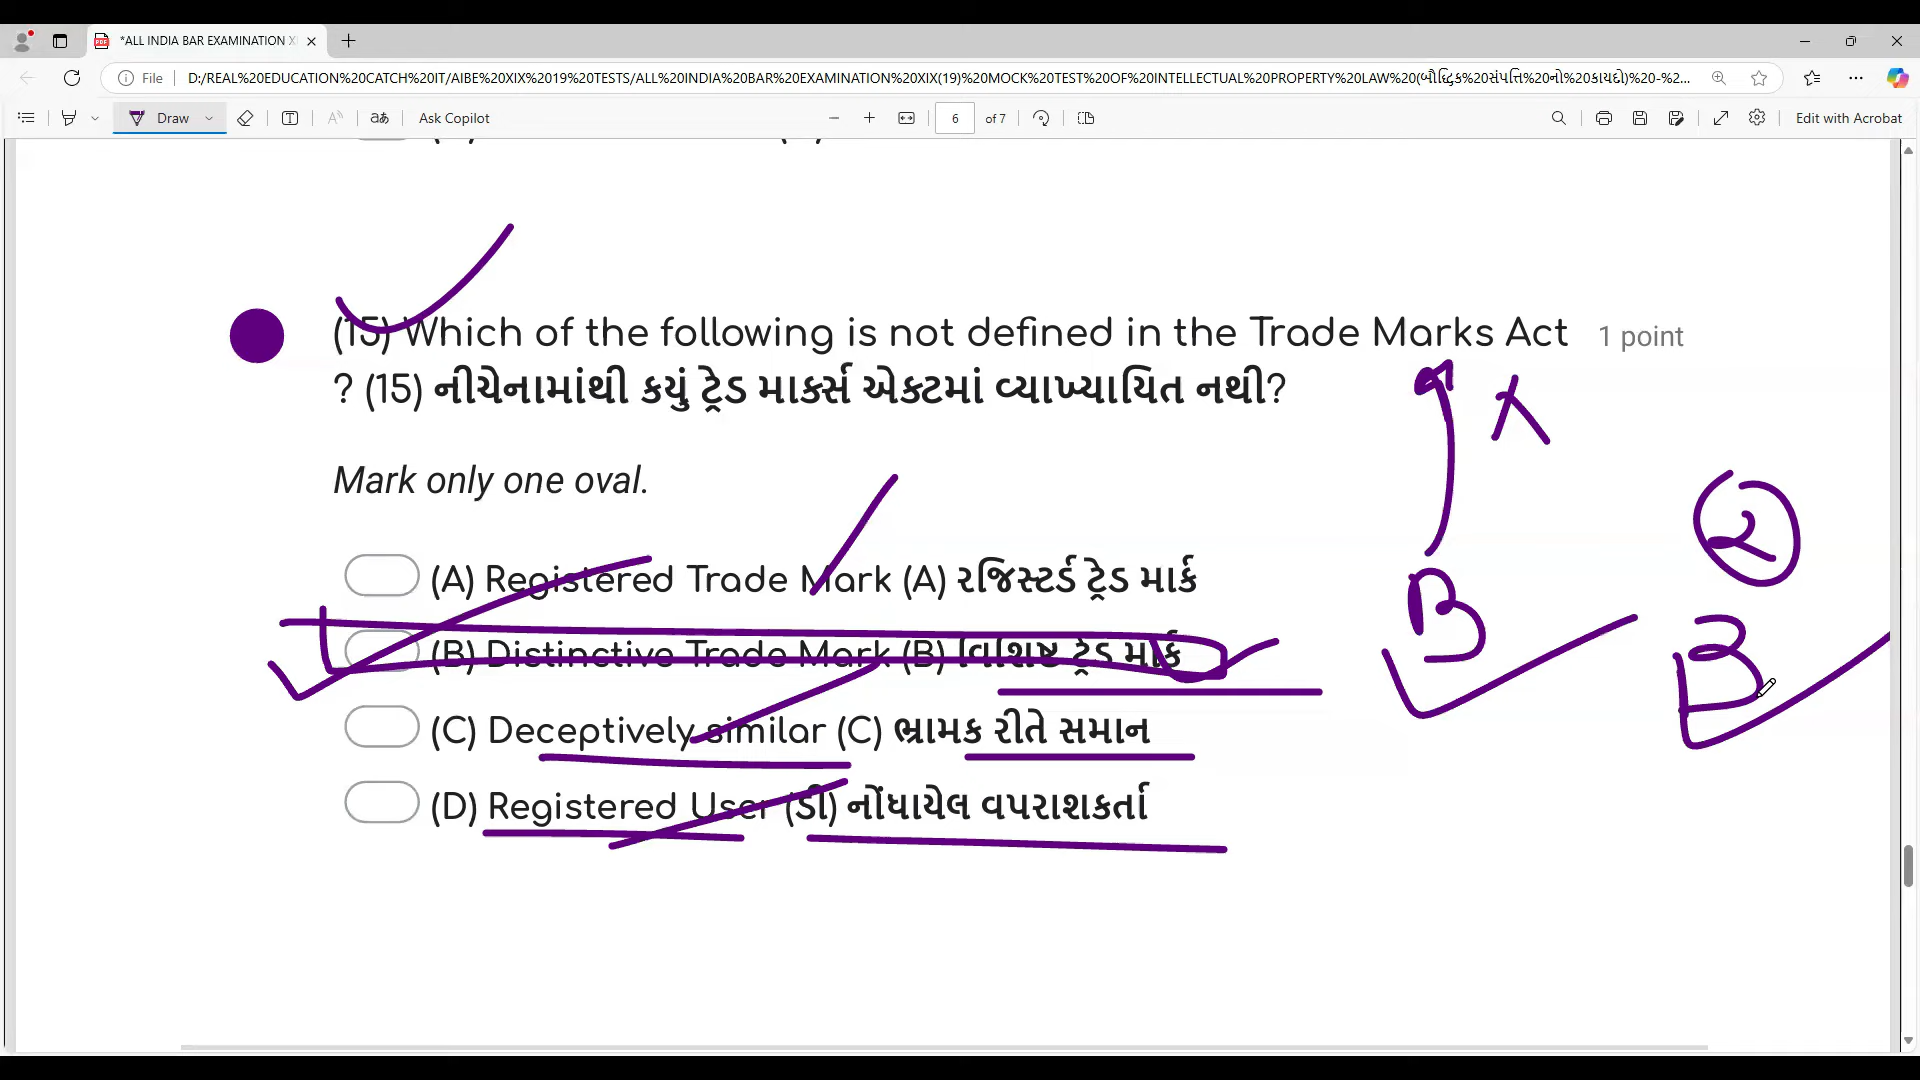 *ALL INDIA BAR EXAMINATION X
File
D:/REAL%20EDUCATION%20CATCH%20IT/AIBE%20XIX%2019%20TESTS/ALL%20INDIA%20BAR%20EXAMINATION%20XIX(19)%20MOCK%20TEST%20OF%20INTELLECTUAL%20PROPERTY%20LAW%20(બૌદ્ધિક%20સંપત્તિ%20નો%20કાયદો)%20-%2...
Draw
Ask Copilot
6 of 7
Edit with Acrobat
(15) Which of the following is not defined in the Trade Marks Act 1 point
? (15) નીચેનામાંથી કયું ટ્રેડ માર્ક્સ એક્ટમાં વ્યાખ્યાયિત નથી?
X
Mark only one oval.
2
(A) Registered Trade Mark (A) રજિસ્ટર્ડ ટ્રેડ માર્ક
B
(B) Distinctive Trade Mark (B) વિશિષ્ટ ટ્રેડ માર્ક
B
(C) Deceptively similar (C) ભ્રામક રીતે સમાન
(D) Registered User (ડી) નોંધાયેલ વપરાશકર્તા